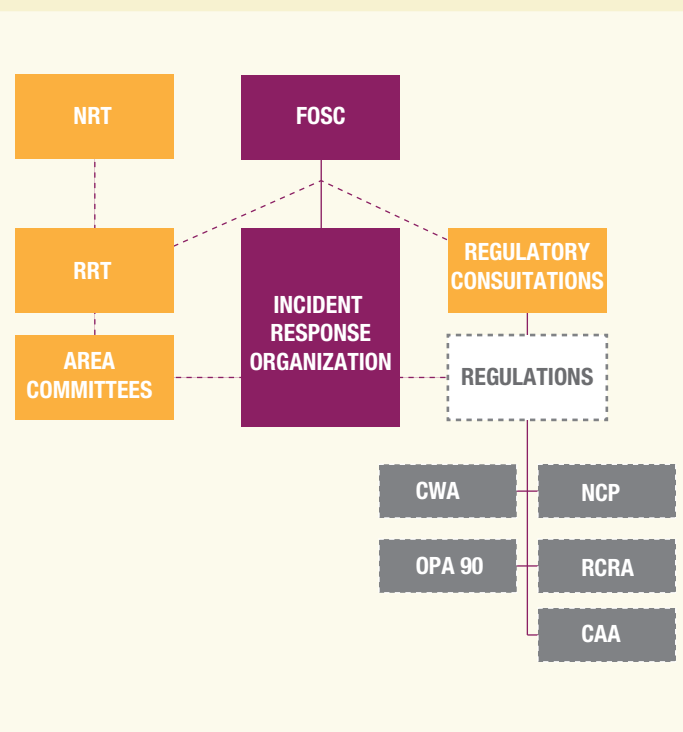 NRT
FOSC
RRT
REGULATORY
CONSUITATIONS
INCIDENT
RESPONSE
ORGANIZATION
AREA
COMMITTEES
REGULATIONS
CWA
NCP
OPA 90
RCRA
CAA